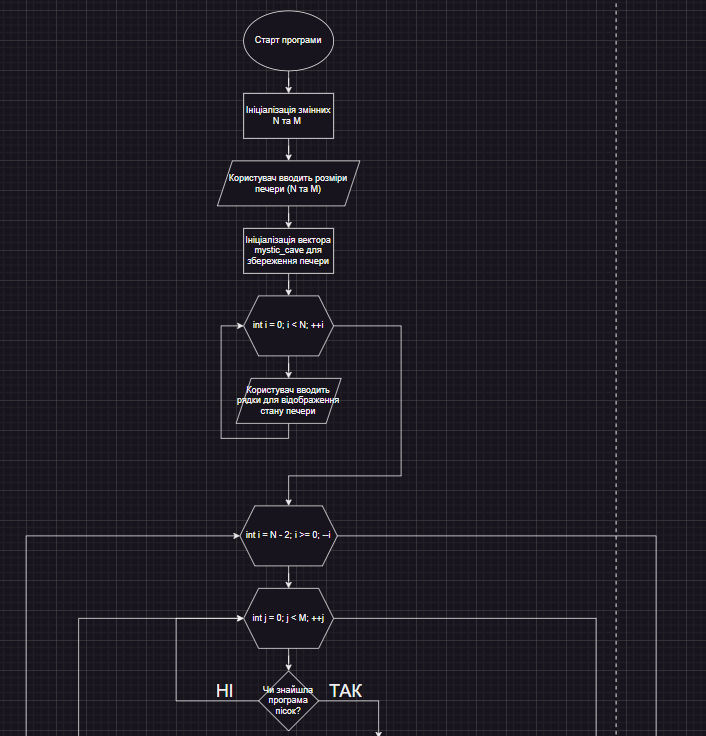 Старт програми
Ініціалізація змінних
N та M
Користувач вводить розміри
печери (N та M)
Ініціалізація вектора
mystic_cave для
збереження печери
int i = 0; i < N; ++i
Користувач вводить
рядки для відображення
стану печери
int i = N - 2; i >= 0; --i
int j = 0; j < M; ++j
НІ
Чи знайшла
програма
пісок?
ТАК